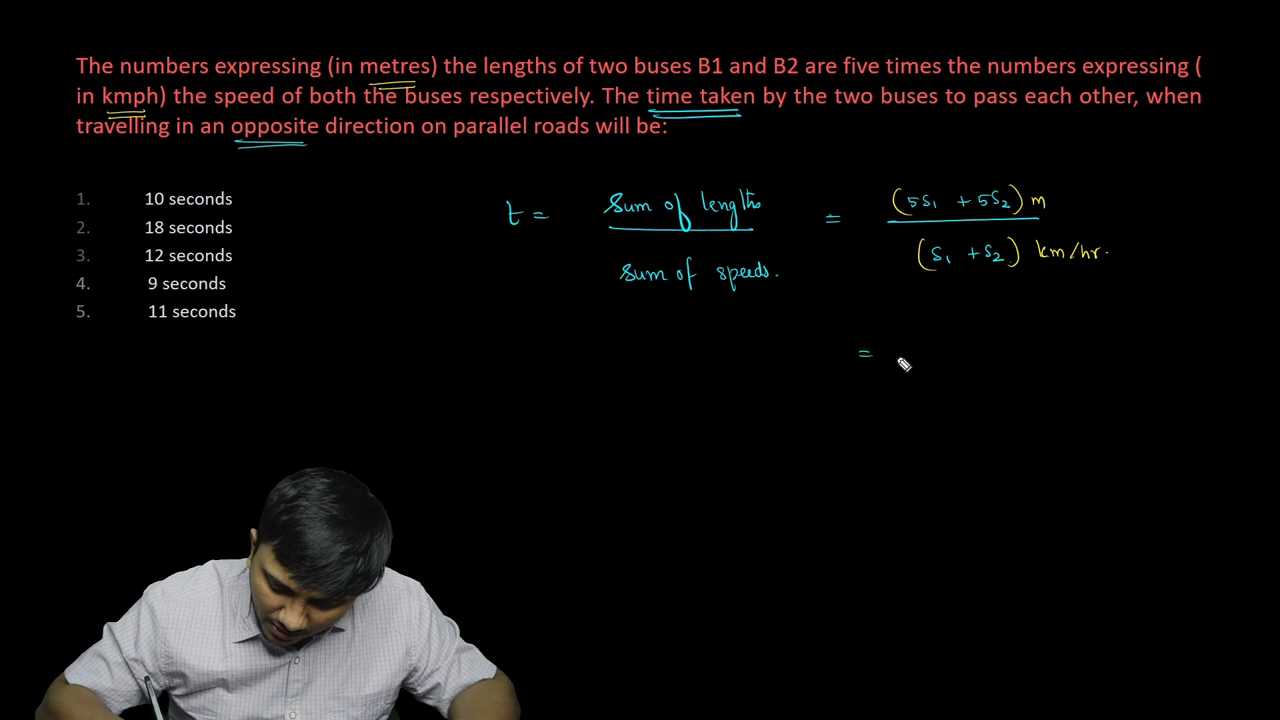 The numbers expressing (in metres) the lengths of two buses B1 and B2 are five times the numbers expressing (
in kmph) the speed of both the buses respectively. The time taken by the two buses to pass each other, when
travelling in an opposite direction on parallel roads will be:
1. 10 seconds
2. 18 seconds
3. 12 seconds
4. 9 seconds
5. 11 seconds
t = Sum of lengths / Sum of speeds. = (5S₁ + 5S₂) m / (S₁ + S₂) km/hr.
=